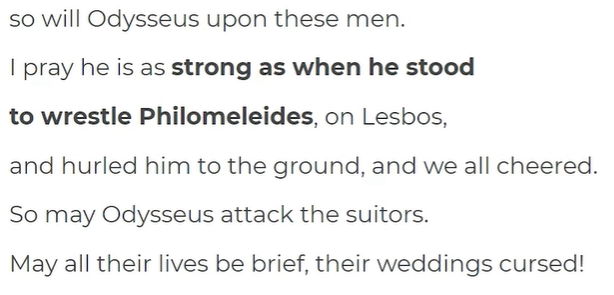 so will Odysseus upon these men.
I pray he is as strong as when he stood
to wrestle Philomeleides, on Lesbos,
and hurled him to the ground, and we all cheered.
So may Odysseus attack the suitors.
May all their lives be brief, their weddings cursed!